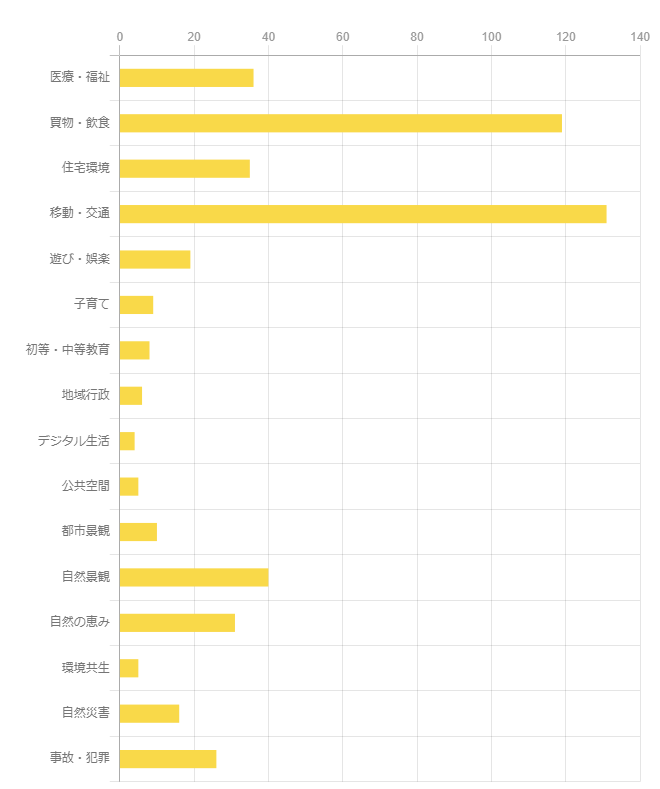 0 20 40 60 80 100 120 140
医療・福祉
買物・飲食
住宅環境
移動・交通
遊び・娯楽
子育て
初等・中等教育
地域行政
デジタル生活
公共空間
都市景観
自然景観
自然の恵み
環境共生
自然災害
事故・犯罪